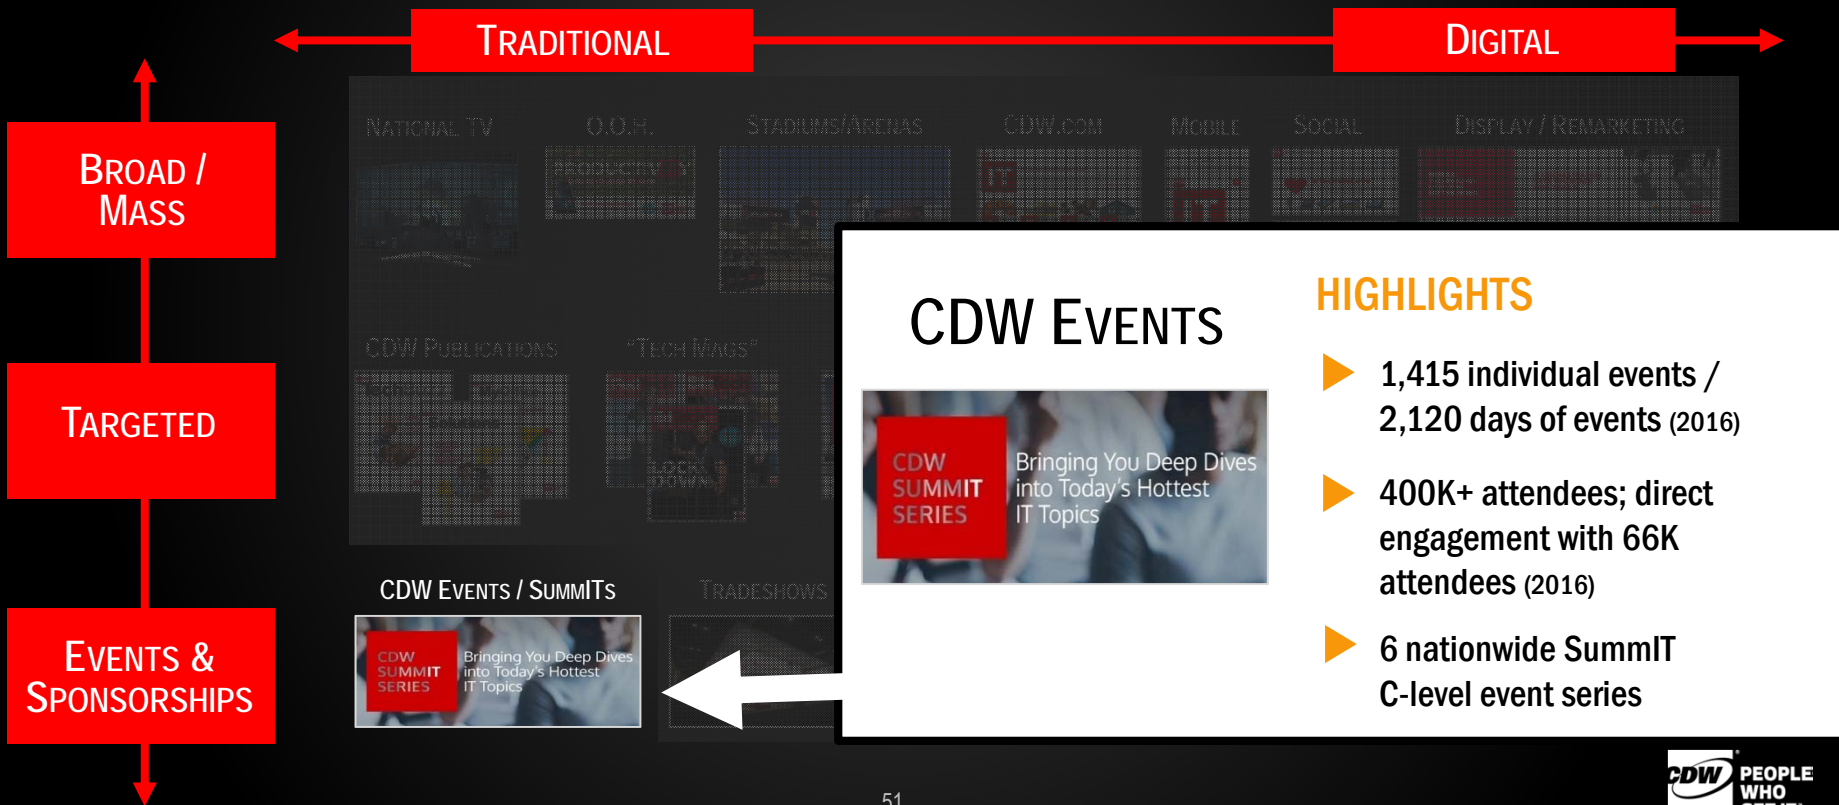 TRADITIONAL
DIGITAL
BROAD /
MASS
TARGETED
EVENTS &
SPONSORSHIPS
NATIONAL TV
O.O.H.
STADIUMS/ARENAS
CDW.COM
MOBILE
SOCIAL
DISPLAY / REMARKETING
PRODUCTIVITY
IT
CDW PUBLICATIONS
"TECH MAGS"
LOCK
DOWN
CDW EVENTS / SUMMITS
TRADESHOWS
CDW
SUMMIT
SERIES
Bringing You Deep Dives
into Today's Hottest
IT Topics
CDW EVENTS
CDW
SUMMIT
SERIES
Bringing You Deep Dives
into Today's Hottest
IT Topics
HIGHLIGHTS
1,415 individual events /
2,120 days of events (2016)
400K+ attendees; direct
engagement with 66K
attendees (2016)
6 nationwide SummIT
C-level event series
51
CDW
PEOPLE
WHO